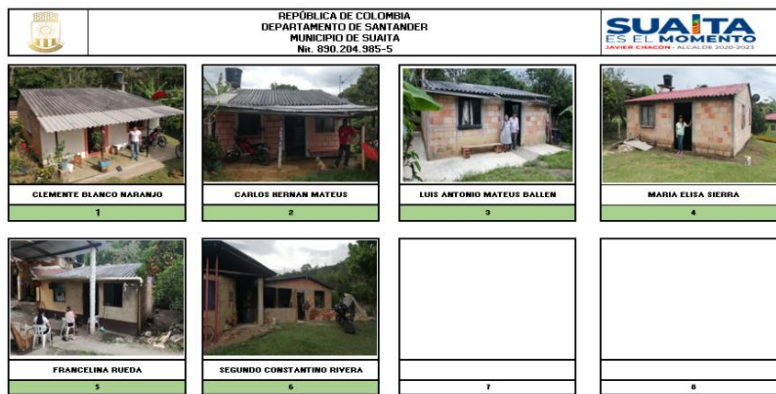 REPÚBLICA DE COLOMBIA
DEPARTAMENTO DE SANTANDER
MUNICIPIO DE SUAITA
Nit. 890.204.985-5
SUAITA
ES EL MOMENTO
JAVIER CHACÓN - ALCALDE 2020-2023
CLEMENTE BLANCO NARANJO
CARLOS HERNAN MATEUS
LUIS ANTONIO MATEUS BALLEN
MARIA ELISA SIERRA
1
2
3
4
FRANCELINA RUEDA
SEGUNDO CONSTANTINO RIVERA
5
6
7
8